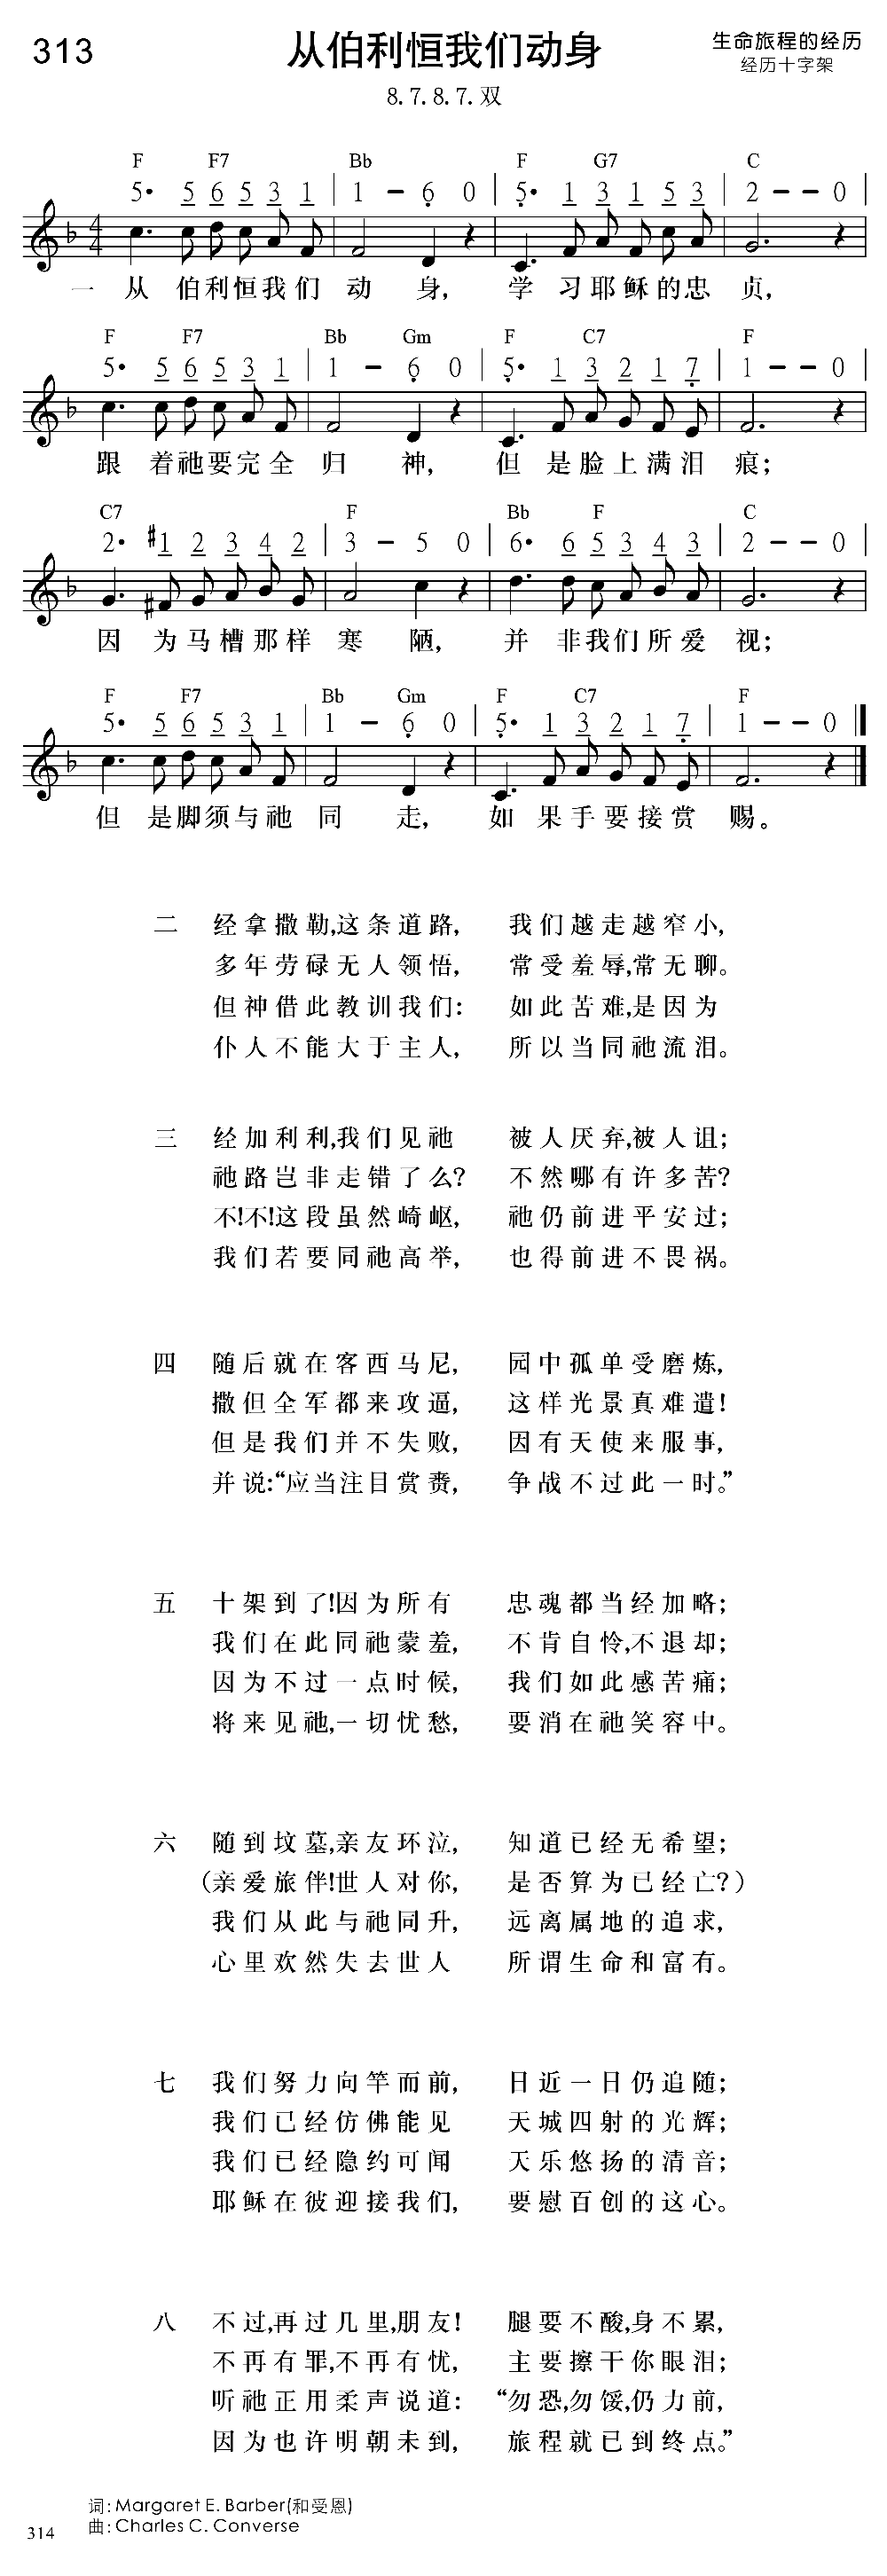 313
从伯利恒我们动身
生命旅程的经历
经历十字架
8. 7. 8. 7. 双
F F7 Bb F G7 C
5• 5 6 5 3 1 | 1 – 6 0 | 5• 1 3 1 5 3 | 2 – – 0 |
一 从 伯利恒我们 动 身, 学 习耶稣的忠 贞,
F F7 Bb Gm F C7 F
5• 5 6 5 3 1 | 1 – 6 0 | 5• 1 3 2 1 7 | 1 – – 0 |
跟 着祂要完全 归 神, 但 是脸上满泪 痕;
C7 F Bb F C
2• #1 2 3 4 2 | 3 – 5 0 | 6• 6 5 3 4 3 | 2 – – 0 |
因 为马槽那样 寒 陋, 并 非我们所爱 视;
F F7 Bb Gm F C7 F
5• 5 6 5 3 1 | 1 – 6 0 | 5• 1 3 2 1 7 | 1 – – 0 ‖
但 是脚须与祂 同 走, 如 果手要接赏 赐。
二 经拿撒勒,这条道路, 我们越走越窄小,
多年劳碌无人领悟, 常受羞辱,常无聊。
但神借此教训我们: 如此苦难,是因为
仆人不能大于主人, 所以当同祂流泪。
三 经加利利,我们见祂 被人厌弃,被人诅;
祂路岂非走错了么? 不然哪有许多苦?
不!不!这段虽然崎岖, 祂仍前进平安过;
我们若要同祂高举, 也得前进不畏祸。
四 随后就在客西马尼, 园中孤单受磨炼,
撒但全军都来攻逼, 这样光景真难遣!
但是我们并不失败, 因有天使来服事,
并说:“应当注目赏赉, 争战不过此一时。”
五 十架到了!因为所有 忠魂都当经加略;
我们在此同祂蒙羞, 不肯自怜,不退却;
因为不过一点时候, 我们如此感苦痛;
将来见祂,一切忧愁, 要消在祂笑容中。
六 随到坟墓,亲友环泣, 知道已经无希望;
(亲爱旅伴!世人对你, 是否算为已经亡?)
我们从此与祂同升, 远离属地的追求,
心里欢然失去世人 所谓生命和富有。
七 我们努力向竿而前, 日近一日仍追随;
我们已经仿佛能见 天城四射的光辉;
我们已经隐约可闻 天乐悠扬的清音;
耶稣在彼迎接我们, 要慰百创的这心。
八 不过,再过几里,朋友! 腿要不酸,身不累,
不再有罪,不再有忧, 主要擦干你眼泪;
听祂正用柔声说道: “勿恐,勿馁,仍力前,
因为也许明朝未到, 旅程就已到终点。”
词: Margaret E. Barber(和受恩)
曲: Charles C. Converse
314